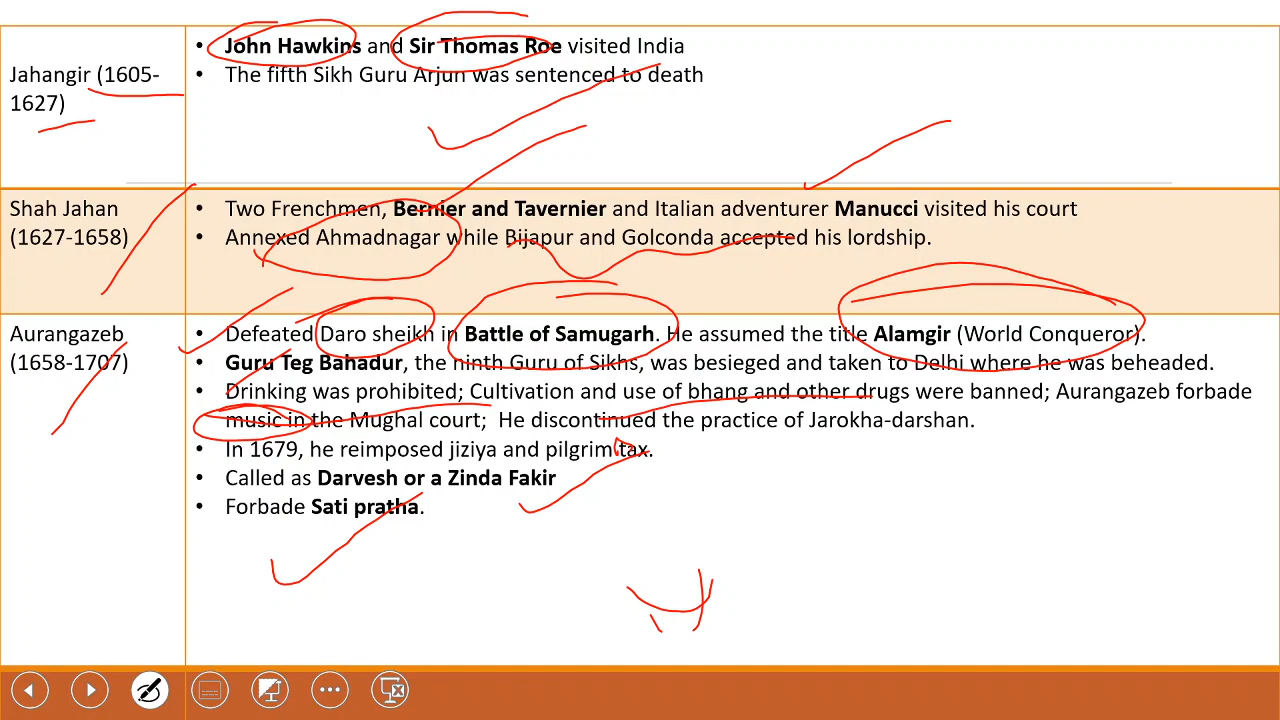 • John Hawkins and Sir Thomas Roe visited India
Jahangir (1605-
1627)
• The fifth Sikh Guru Arjun was sentenced to death
Shah Jahan
(1627-1658)
• Two Frenchmen, Bernier and Tavernier and Italian adventurer Manucci visited his court
• Annexed Ahmadnagar while Bijapur and Golconda accepted his lordship.
Aurangazeb
(1658-1707)
• Defeated Daro sheikh in Battle of Samugarh. He assumed the title Alamgir (World Conqueror).
• Guru Teg Bahadur, the ninth Guru of Sikhs, was besieged and taken to Delhi where he was beheaded.
• Drinking was prohibited; Cultivation and use of bhang and other drugs were banned; Aurangazeb forbade
music in the Mughal court; He discontinued the practice of Jarokha-darshan.
• In 1679, he reimposed jiziya and pilgrim tax.
• Called as Darvesh or a Zinda Fakir
• Forbade Sati pratha.